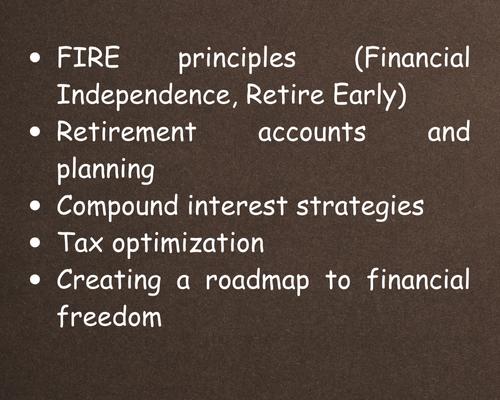 • FIRE principles (Financial
Independence, Retire Early)
• Retirement accounts and
planning
• Compound interest strategies
• Tax optimization
• Creating a roadmap to financial
freedom